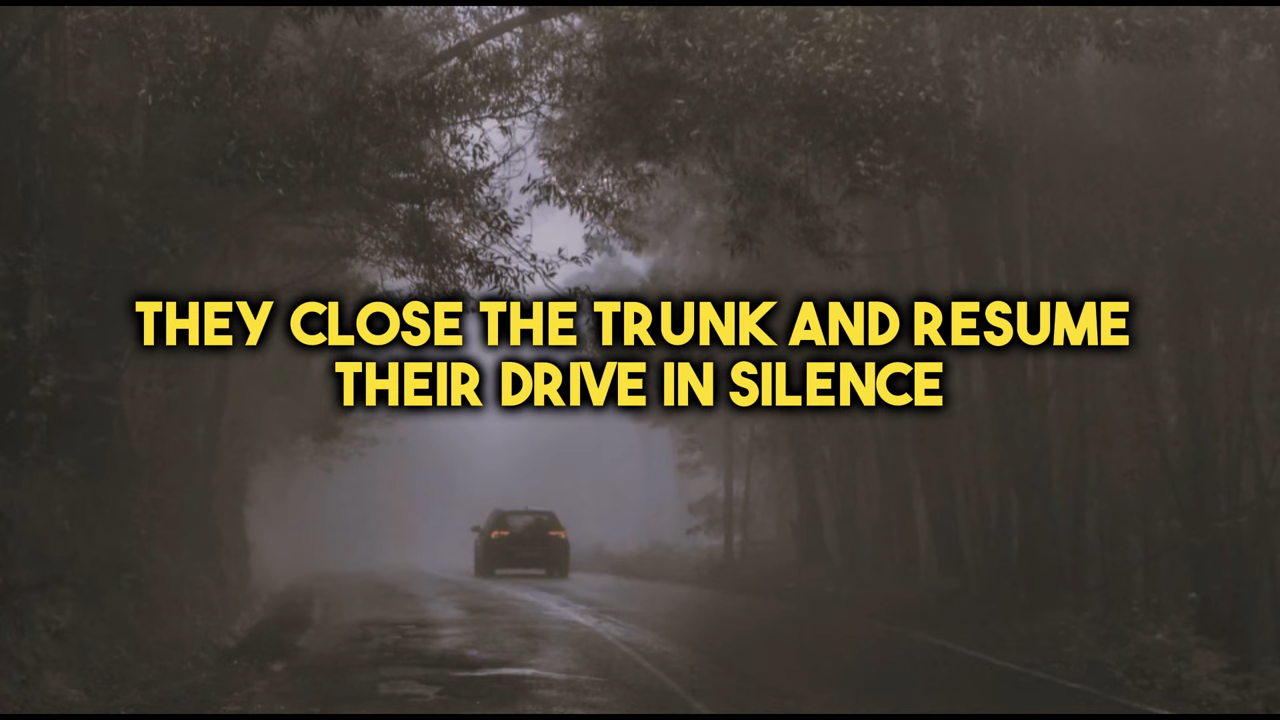 THEY CLOSE THE TRUNK AND RESUME
THEIR DRIVE IN SILENCE